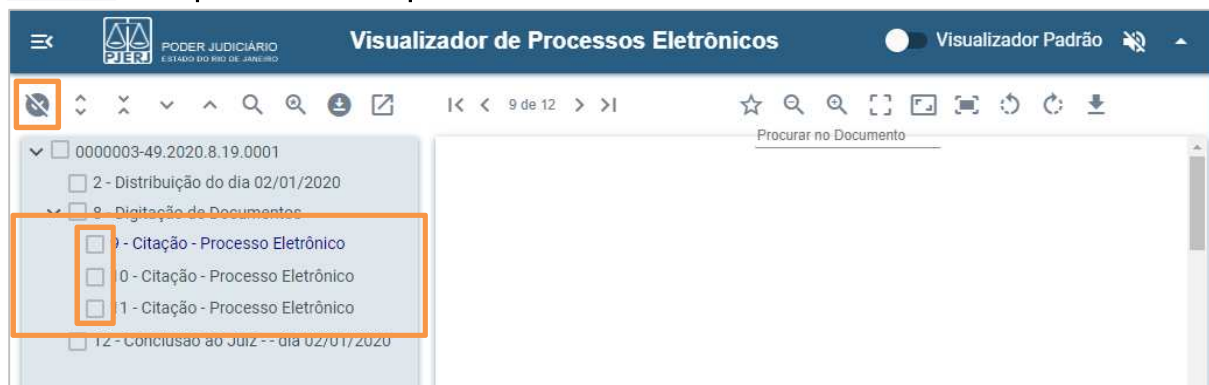 PODER JUDICIÁRIO
ESTADO DO RIO DE JANEIRO
PJERJ
Visualizador de Processos Eletrônicos
Visualizador Padrão
9 de 12
Procurar no Documento
0000003-49.2020.8.19.0001
2 - Distribuição do dia 02/01/2020
8 - Digitação de Documentos
9 - Citação - Processo Eletrônico
10 - Citação - Processo Eletrônico
11 - Citação - Processo Eletrônico
12 - Conclusão ao Juiz - - dia 02/01/2020